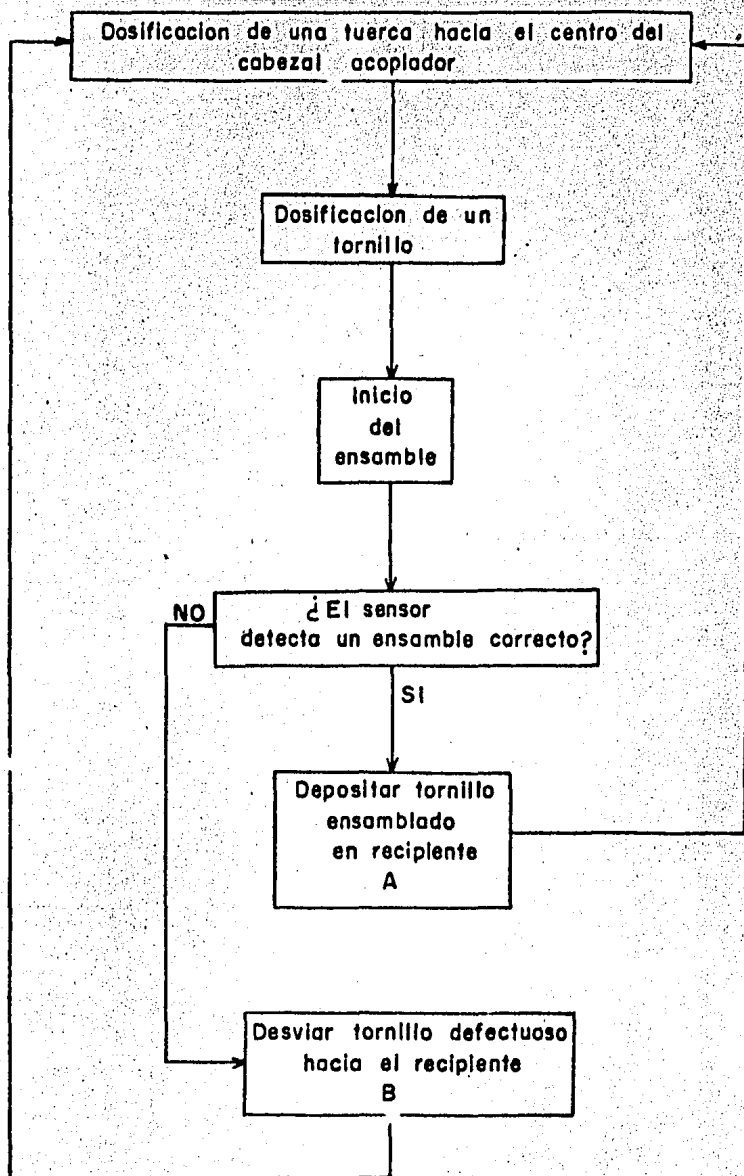 Dosificacion de una tuerca hacia el centro del
cabezal acoplador
Dosificacion de un
tornillo
Inicio
del
ensamble
¿El sensor
detecta un ensamble correcto?
NO
SI
Depositar tornillo
ensamblado
en recipiente
A
Desviar tornillo defectuoso
hacia el recipiente
B